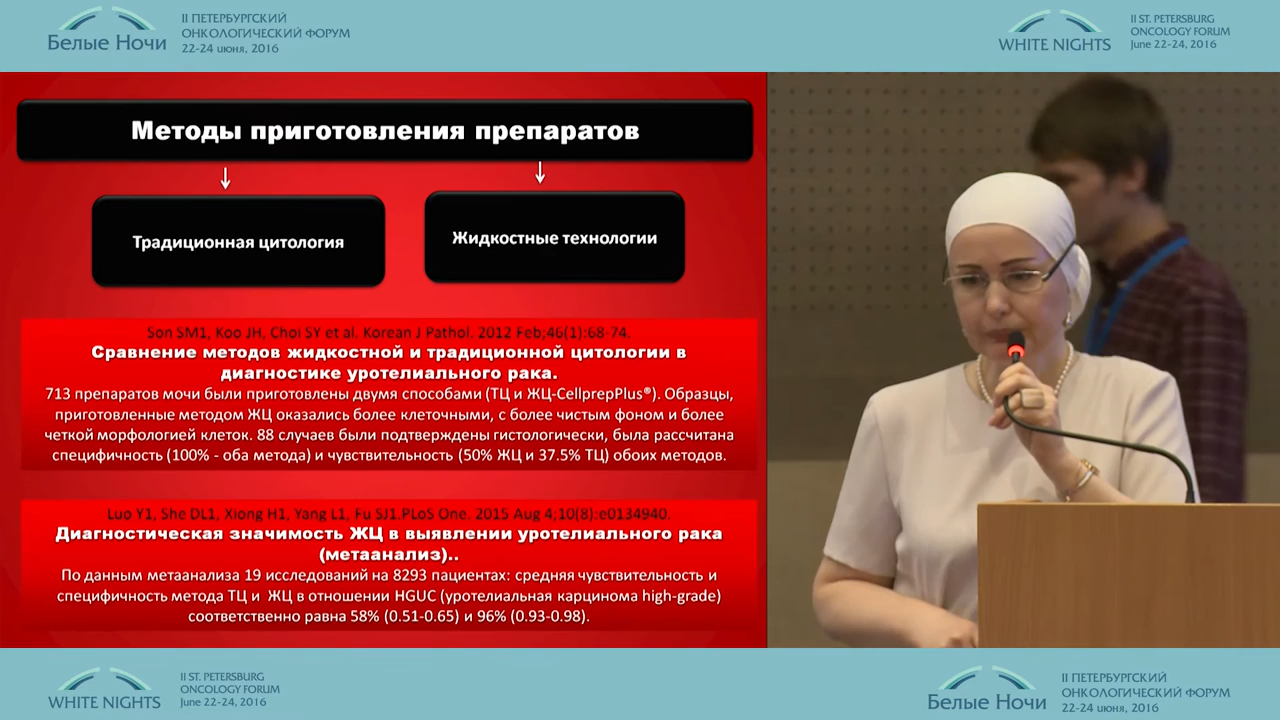 Белые Ночи
II ПЕТЕРБУРГСКИЙ
ОНКОЛОГИЧЕСКИЙ ФОРУМ
22-24 июня, 2016
WHITE NIGHTS
II ST. PETERSBURG
ONCOLOGY FORUM
June 22-24, 2016
Методы приготовления препаратов
Традиционная цитология
Жидкостные технологии
Son SM1, Koo JH, Choi SY et al. Korean J Pathol. 2012 Feb;46(1):68-74.
Сравнение методов жидкостной и традиционной цитологии в
диагностике уротелиального рака.
713 препаратов мочи были приготовлены двумя способами (ТЦ и ЖЦ-CellprepPlus®). Образцы,
приготовленные методом ЖЦ оказались более клеточными, с более чистым фоном и более
четкой морфологией клеток. 88 случаев были подтверждены гистологически, была рассчитана
специфичность (100% - оба метода) и чувствительность (50% ЖЦ и 37.5% ТЦ) обоих методов.
Luo Y1, She DL1, Xiong H1, Yang L1, Fu SJ1.PLoS One. 2015 Aug 4;10(8):e0134940.
Диагностическая значимость ЖЦ в выявлении уротелиального рака
(метаанализ)..
По данным метаанализа 19 исследований на 8293 пациентах: средняя чувствительность и
специфичность метода ТЦ и ЖЦ в отношении HGUC (уротелиальная карцинома high-grade)
соответственно равна 58% (0.51-0.65) и 96% (0.93-0.98).
WHITE NIGHTS
II ST. PETERSBURG
ONCOLOGY FORUM
June 22-24, 2016
Белые Ночи
II ПЕТЕРБУРГСКИЙ
ОНКОЛОГИЧЕСКИЙ ФОРУМ
22-24 июня, 2016